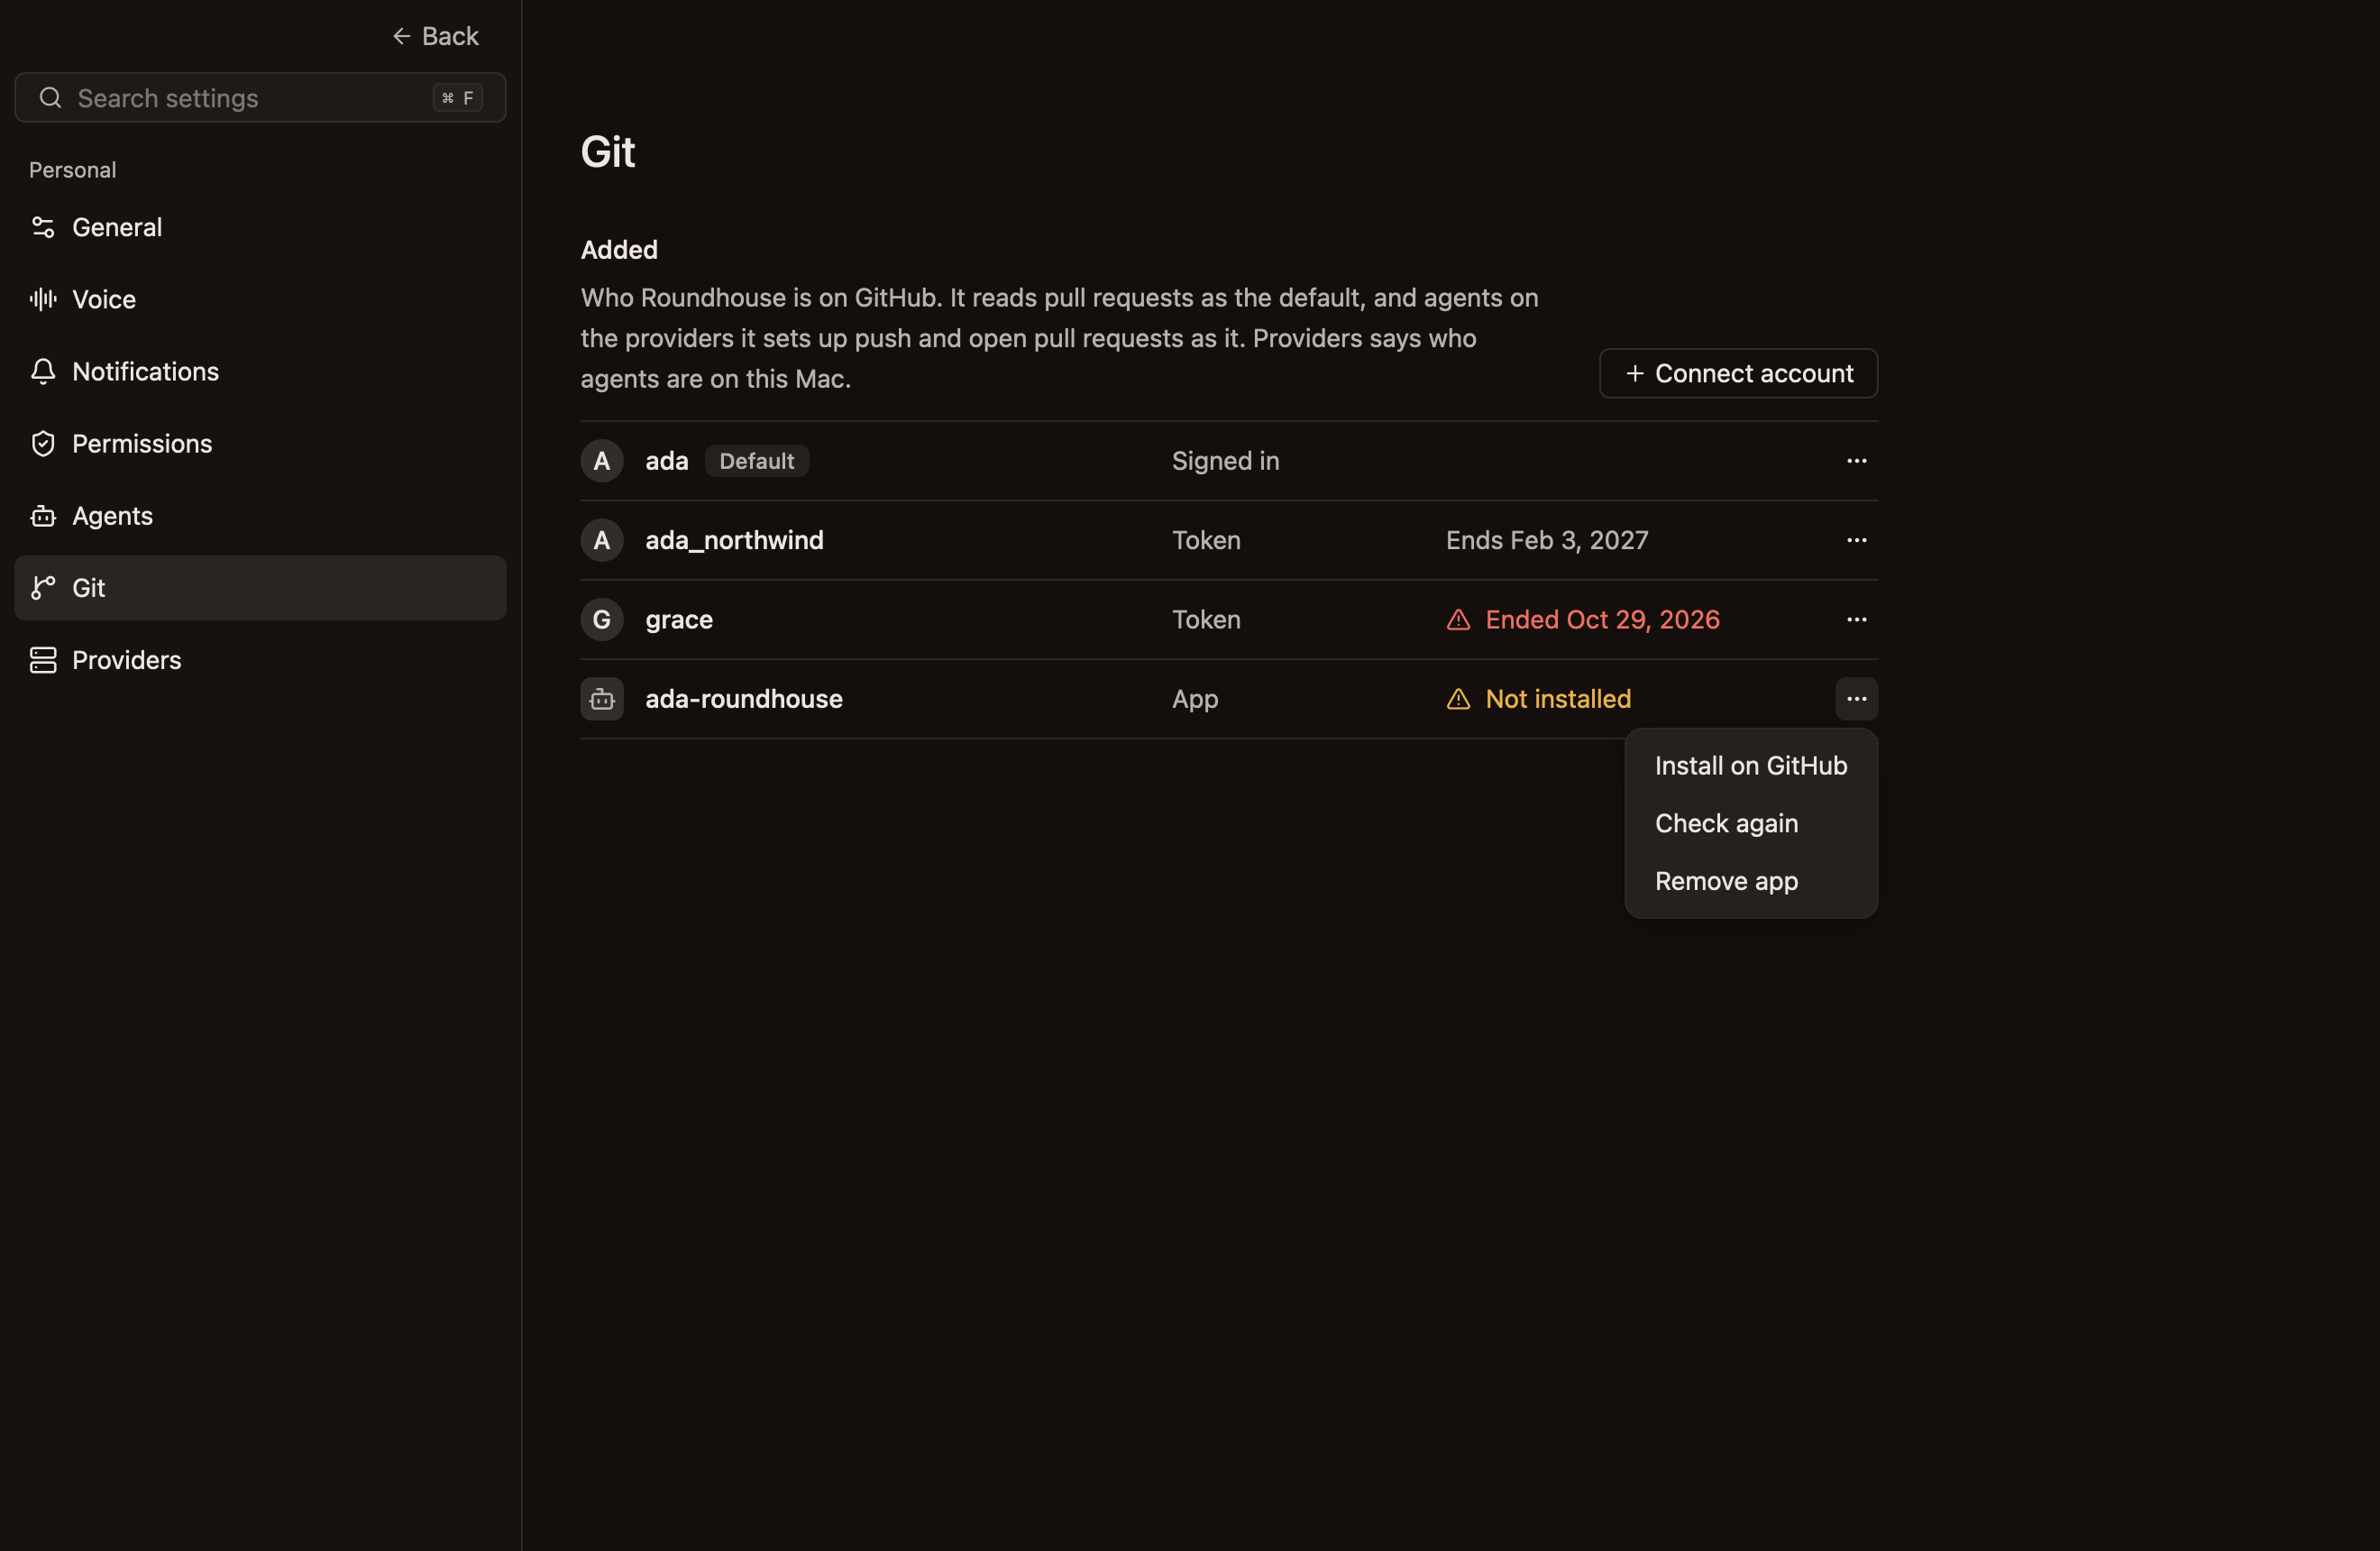 Back
Search settings
⌘ F
Personal
General
Voice
Notifications
Permissions
Agents
Git
Providers
Git
Added
Who Roundhouse is on GitHub. It reads pull requests as the default, and agents on
the providers it sets up push and open pull requests as it. Providers says who
agents are on this Mac.
Connect account
A ada Default Signed in
A ada_northwind Token Ends Feb 3, 2027
G grace Token Ended Oct 29, 2026
ada-roundhouse App Not installed
Install on GitHub
Check again
Remove app